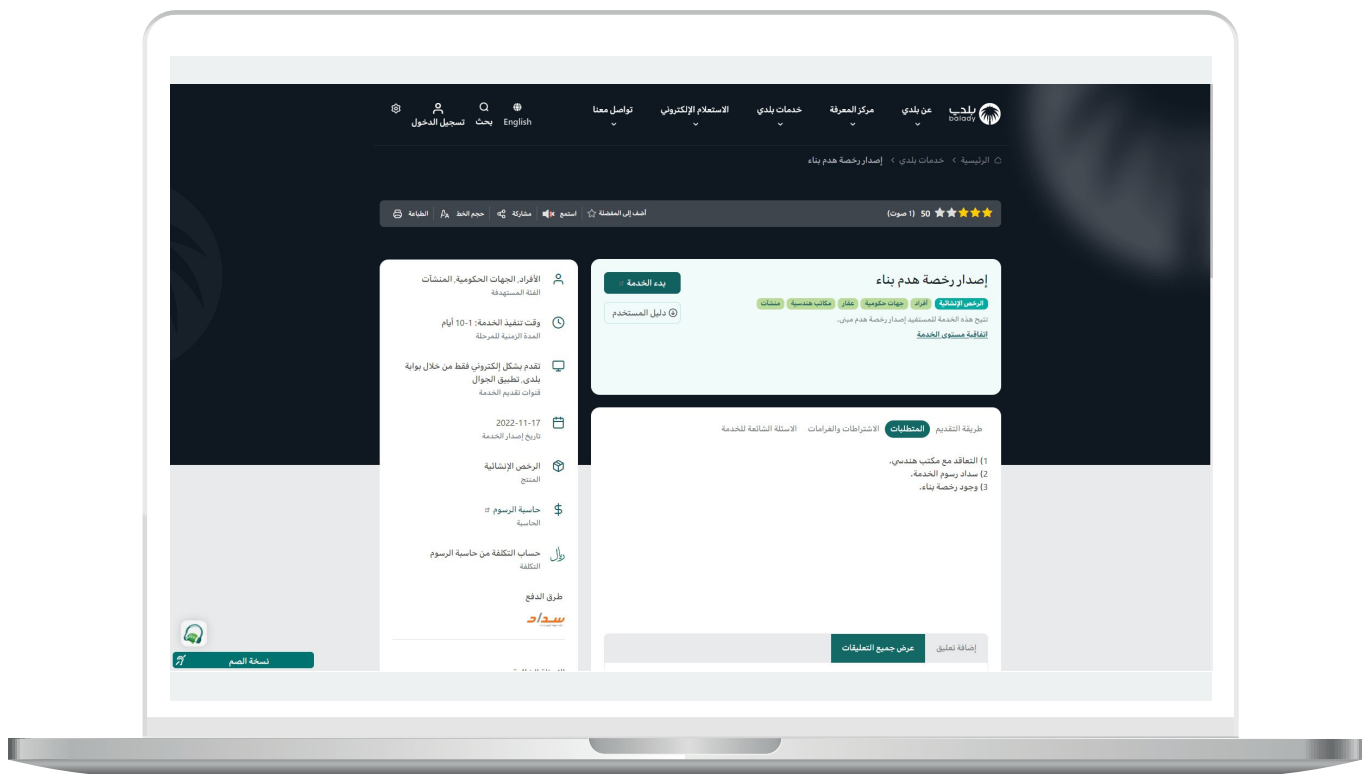 بلدي
balady
عن بلدي
مركز المعرفة
خدمات بلدي
الاستعلام الإلكتروني
تواصل معنا
English
بحث
تسجيل الدخول
الرئيسية > خدمات بلدي > إصدار رخصة هدم بناء
50 (1 صوت)
أضف إلى المفضلة
استمع
مشاركة
حجم الخط
الطباعة
إصدار رخصة هدم بناء
بدء الخدمة
الرخص الإنشائية أفراد جهات حكومية عقار مكاتب هندسية منشآت
دليل المستخدم
تتيح هذه الخدمة للمستفيد إصدار رخصة هدم مبنى.
اتفاقية مستوى الخدمة
طريقة التقديم المتطلبات الاشتراطات والغرامات الاسئلة الشائعة للخدمة
1) التعاقد مع مكتب هندسي.
2) سداد رسوم الخدمة.
3) وجود رخصة بناء.
إضافة تعليق
عرض جميع التعليقات
الأفراد, الجهات الحكومية, المنشآت
الفئة المستهدفة
وقت تنفيذ الخدمة: 1-10 أيام
المدة الزمنية للمرحلة
تقدم بشكل إلكتروني فقط من خلال بوابة
بلدي, تطبيق الجوال
قنوات تقديم الخدمة
2022-11-17
تاريخ إصدار الخدمة
الرخص الإنشائية
المنتج
حاسبة الرسوم
الحاسبة
حساب التكلفة من حاسبة الرسوم
التكلفة
طرق الدفع
سداد
نسخة الصم